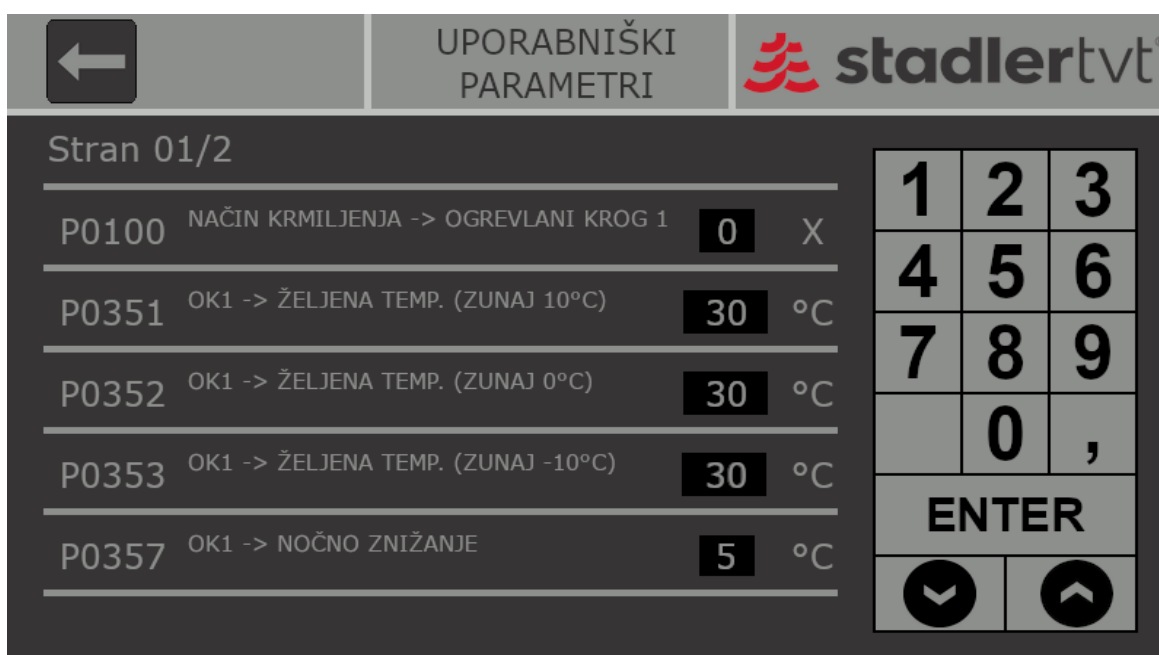 UPORABNIŠKI
PARAMETRI
stadlertvt
Stran 01/2
P0100 NAČIN KRMILJENJA -> OGREVLANI KROG 1 0 X
P0351 OK1 -> ŽELJENA TEMP. (ZUNAJ 10°C) 30 °C
P0352 OK1 -> ŽELJENA TEMP. (ZUNAJ 0°C) 30 °C
P0353 OK1 -> ŽELJENA TEMP. (ZUNAJ -10°C) 30 °C
P0357 OK1 -> NOČNO ZNIŽANJE 5 °C
1 2 3
4 5 6
7 8 9
0 ,
ENTER